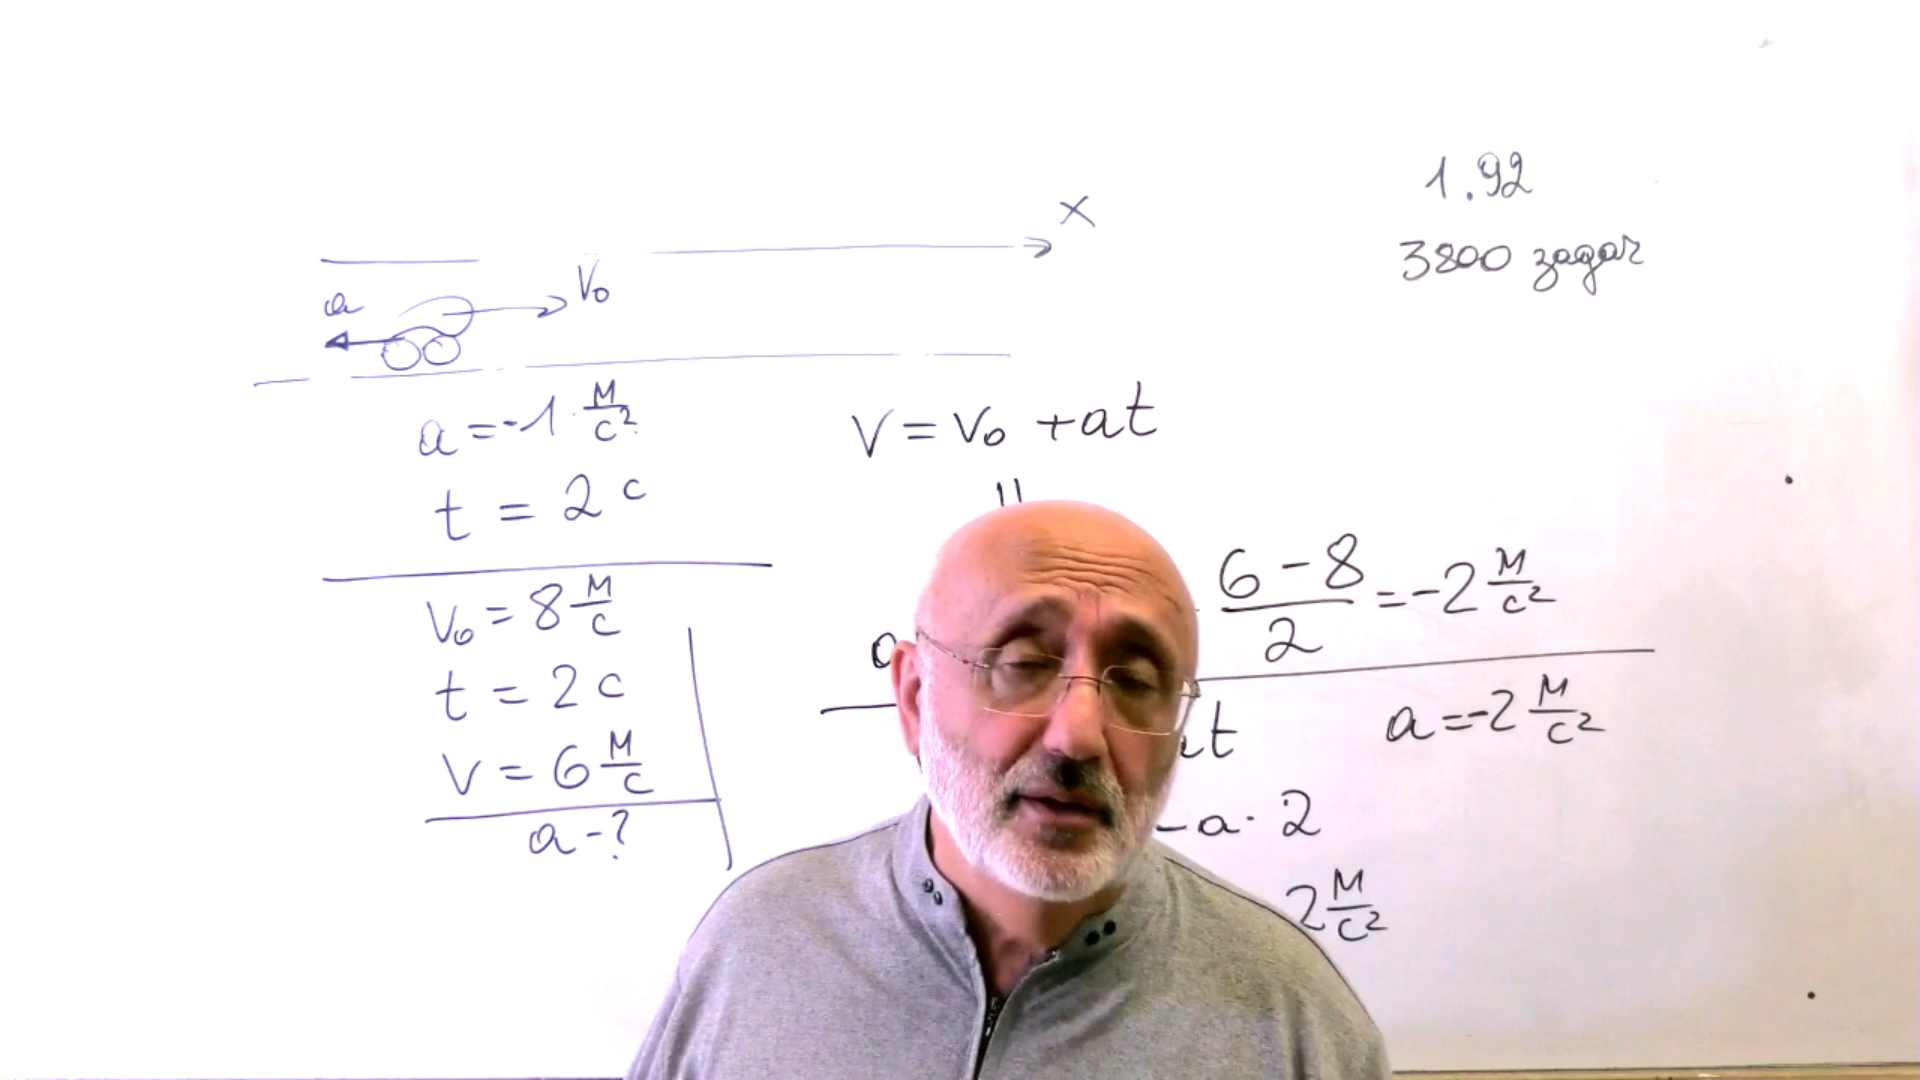 1.92
3800 задач
x
V₀
a
a = -1 м/с²
t = 2 с
V₀ = 8 м/с
t = 2 с
V = 6 м/с
a - ?
V = V₀ + at
6 - 8 / 2 = -2 м/с²
t
a = -2 м/с²
- a · 2
2 м/с²